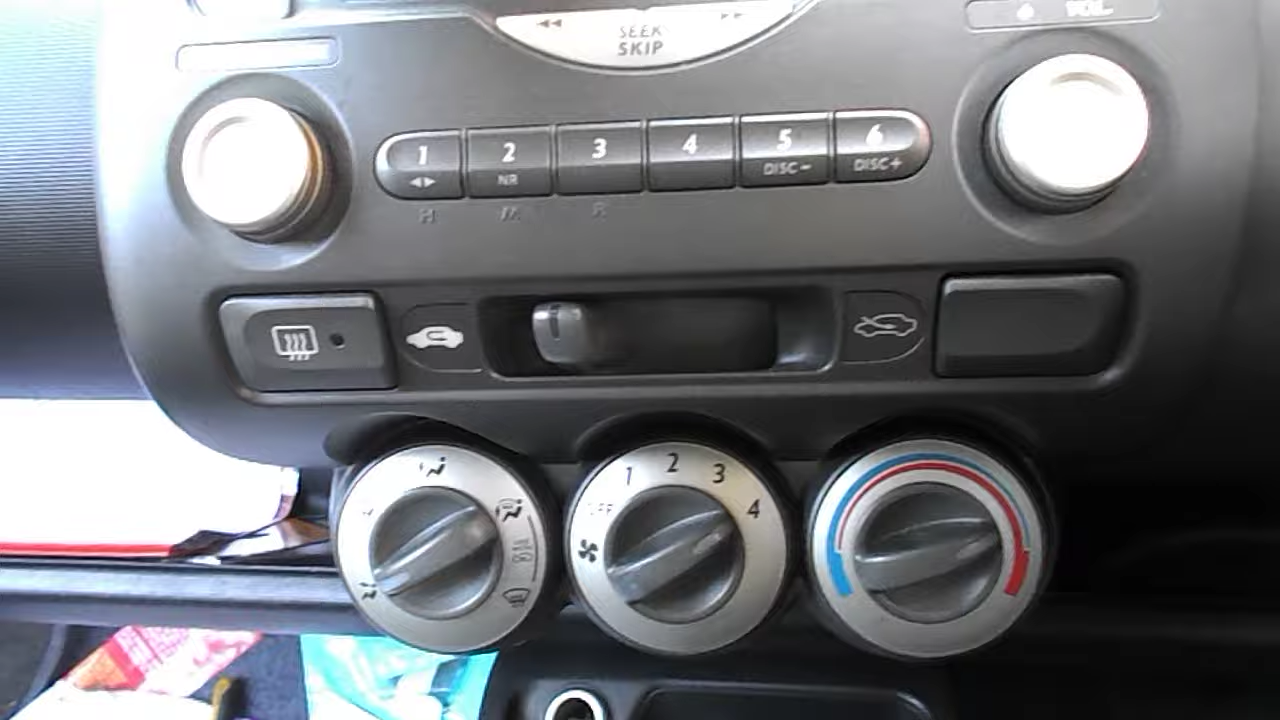 SEEK
SKIP
VOL
1 2 3 4 5 6
NR DISC- DISC+
H M R
1 2 3 4
OFF